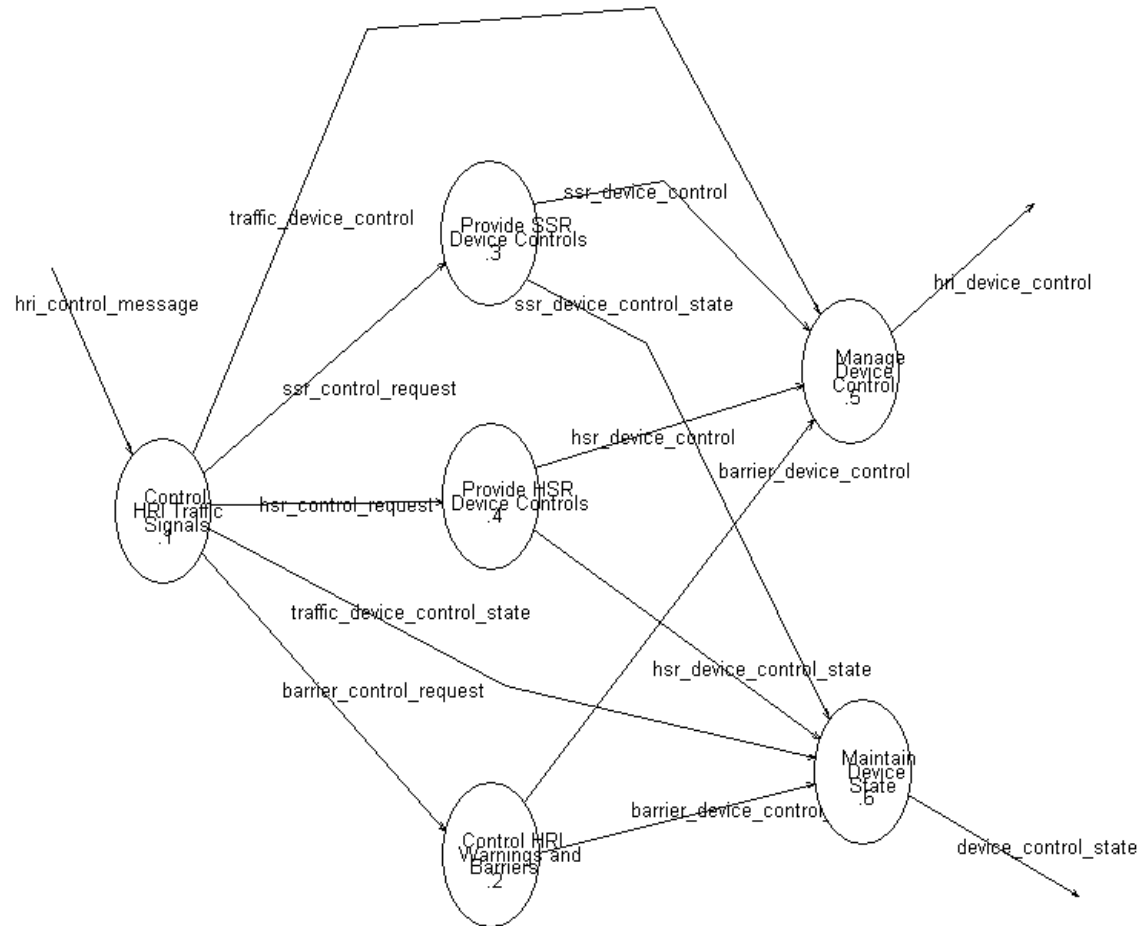 ssr_device_control
traffic_device_control
Provide SSR
Device Controls
.3
hri_control_message
hri_device_control
ssr_device_control_state
Manage
Device
Control
.5
ssr_control_request
hsr_device_control
barrier_device_control
Control
HRI Traffic
Signals
.1
hsr_control_request
Provide HSR
Device Controls
.4
traffic_device_control_state
hsr_device_control_state
barrier_control_request
Maintain
Device
State
.6
barrier_device_control_
Control HRI
Warnings and
Barriers
.2
device_control_state